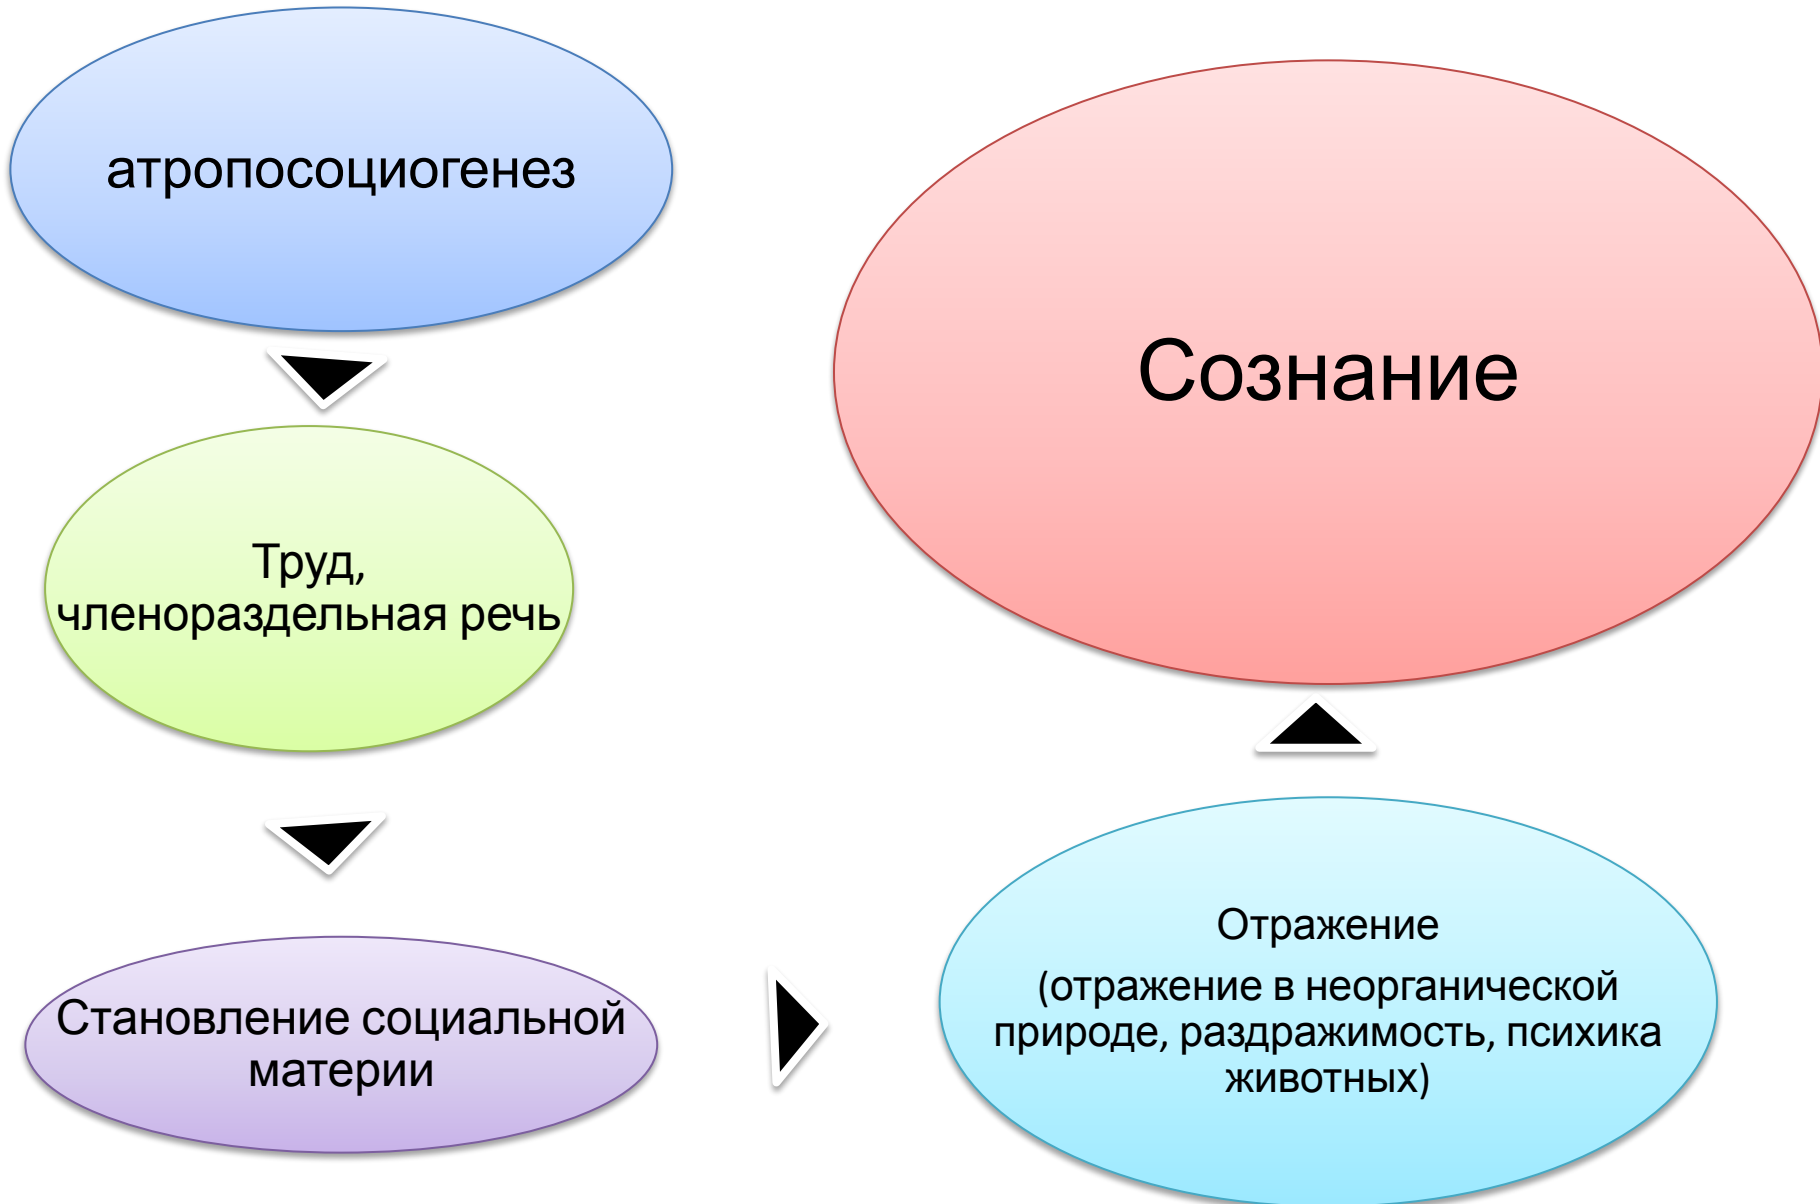 атропосоциогенез
Труд,
членораздельная речь
Становление социальной
материи
Отражение
(отражение в неорганической
природе, раздражимость, психика
животных)
Сознание